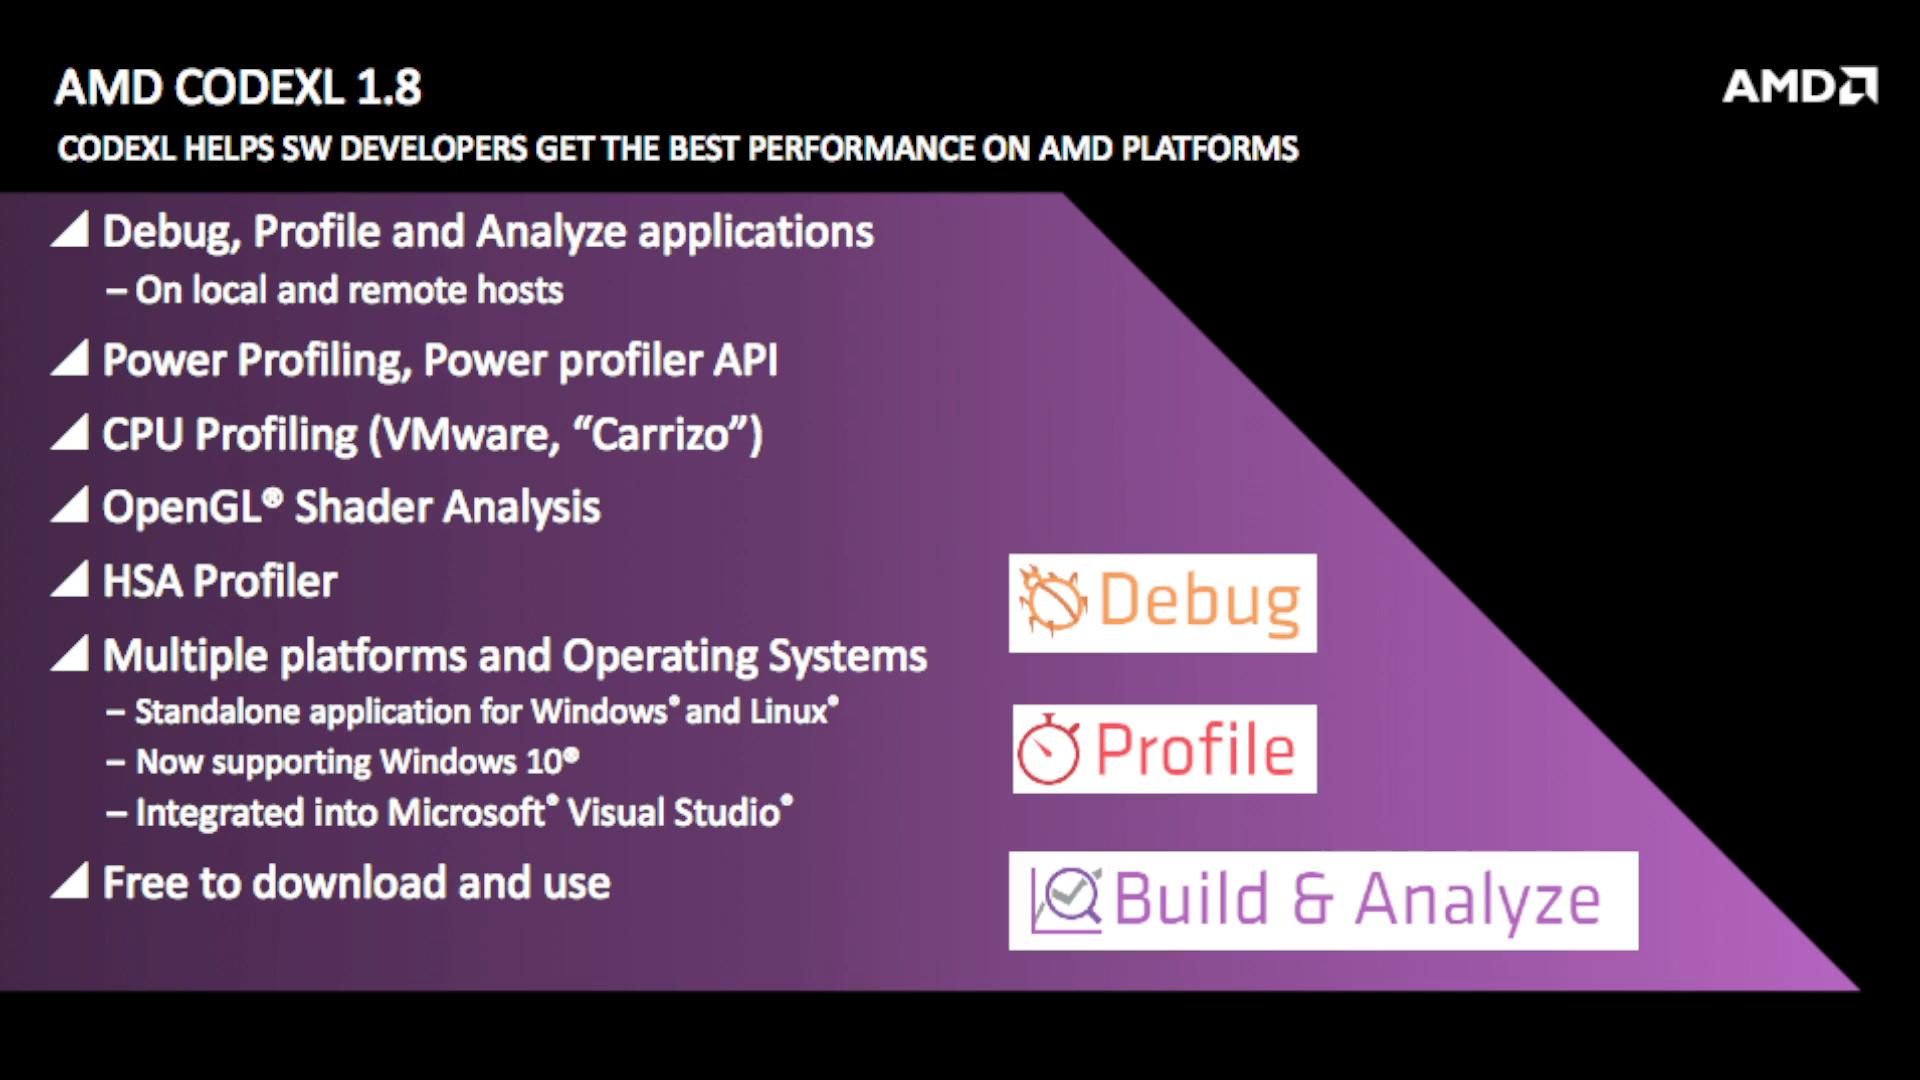 AMD CODEXL 1.8
AMD
CODEXL HELPS SW DEVELOPERS GET THE BEST PERFORMANCE ON AMD PLATFORMS
Debug, Profile and Analyze applications
– On local and remote hosts
Power Profiling, Power profiler API
CPU Profiling (VMware, “Carrizo”)
OpenGL® Shader Analysis
HSA Profiler
Multiple platforms and Operating Systems
– Standalone application for Windows® and Linux®
– Now supporting Windows 10®
– Integrated into Microsoft® Visual Studio®
Free to download and use
Debug
Profile
Build & Analyze